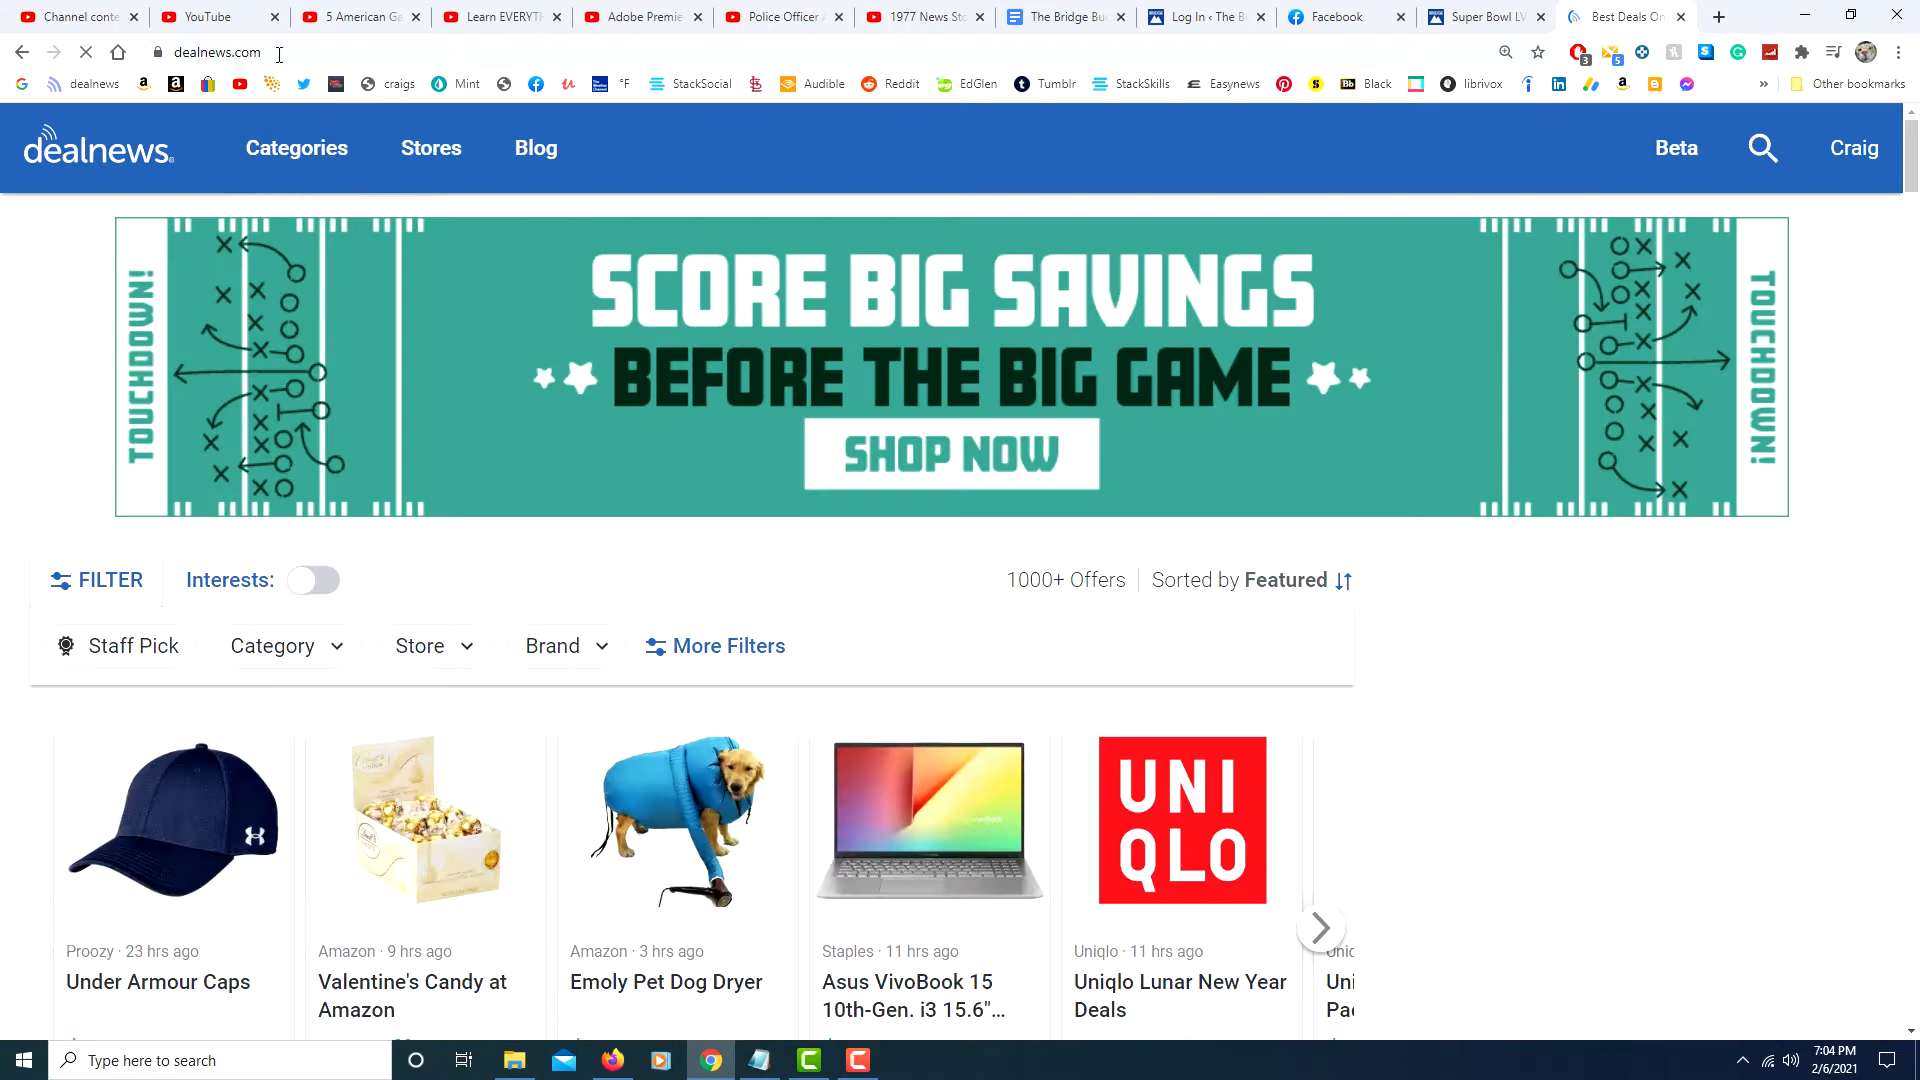 Channel conte
YouTube
5 American Ga
Learn EVERYTH
Adobe Premie
Police Officer
1977 News Sto
The Bridge Bu
Log In ‹ The B
Facebook
Super Bowl LV
Best Deals On
dealnews.com
3
5
dealnews
craigs
Mint
°F
StackSocial
Audible
Reddit
EdGlen
Tumblr
StackSkills
Easynews
Bb Black
librivox
Other bookmarks
dealnews
Categories
Stores
Blog
Beta
Craig
TOUCHDOWN!
SCORE BIG SAVINGS
BEFORE THE BIG GAME
SHOP NOW
TOUCHDOWN!
FILTER
Interests:
1000+ Offers
Sorted by Featured
Staff Pick
Category
Store
Brand
More Filters
UNI
QLO
Proozy · 23 hrs ago
Under Armour Caps
Amazon · 9 hrs ago
Valentine's Candy at
Amazon
Amazon · 3 hrs ago
Emoly Pet Dog Dryer
Staples · 11 hrs ago
Asus VivoBook 15
10th-Gen. i3 15.6"...
Uniqlo · 11 hrs ago
Uniqlo Lunar New Year
Deals
Uni
Type here to search
7:04 PM
2/6/2021